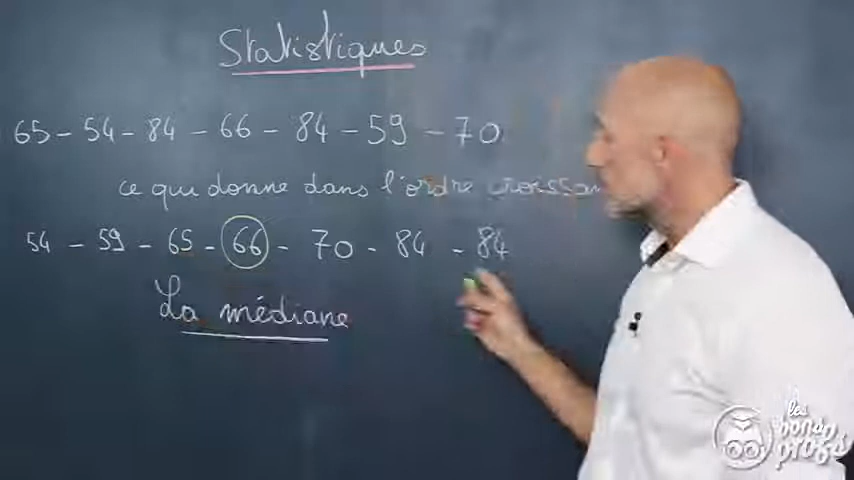 Statistiques
65 - 54 - 84 - 66 - 84 - 59 - 70
ce qui donne dans l'ordre croissan
54 - 59 - 65 - 66 - 70 - 84 - 84
La médiane
les bons profs